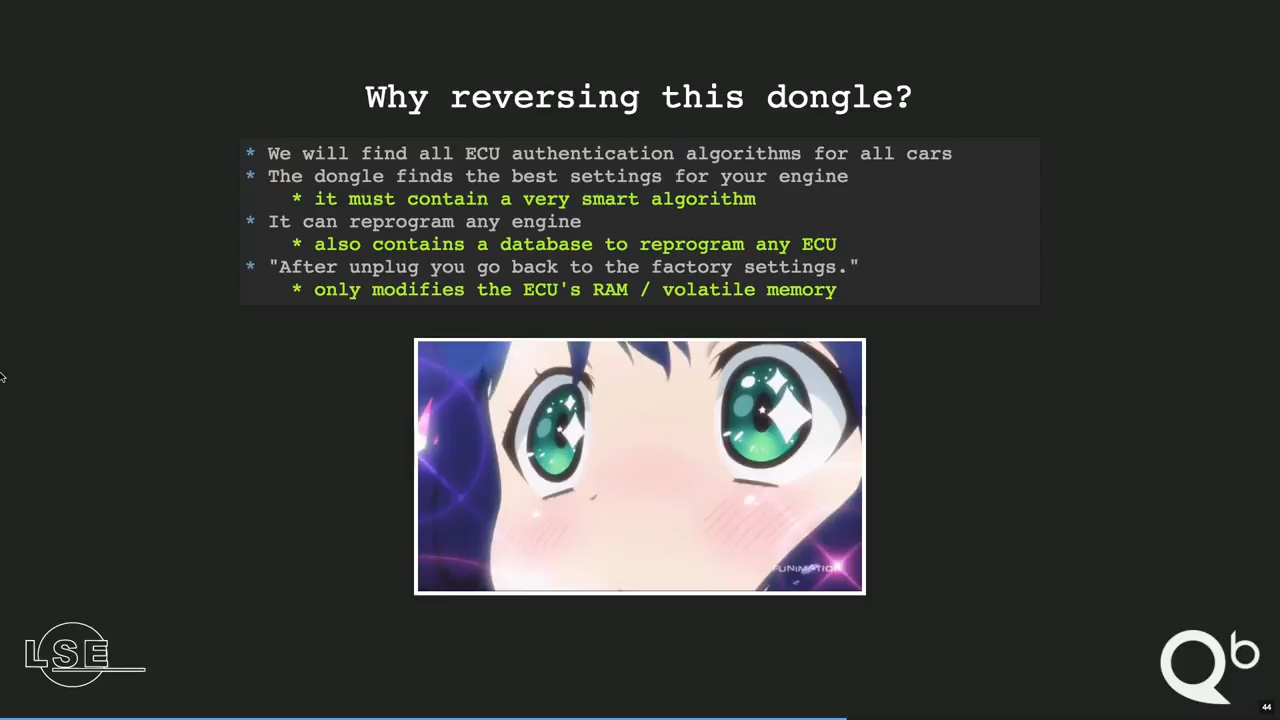 Why reversing this dongle?
* We will find all ECU authentication algorithms for all cars
* The dongle finds the best settings for your engine
* it must contain a very smart algorithm
* It can reprogram any engine
* also contains a database to reprogram any ECU
* "After unplug you go back to the factory settings."
* only modifies the ECU's RAM / volatile memory
FUNIMATION
LSE
Qb
44